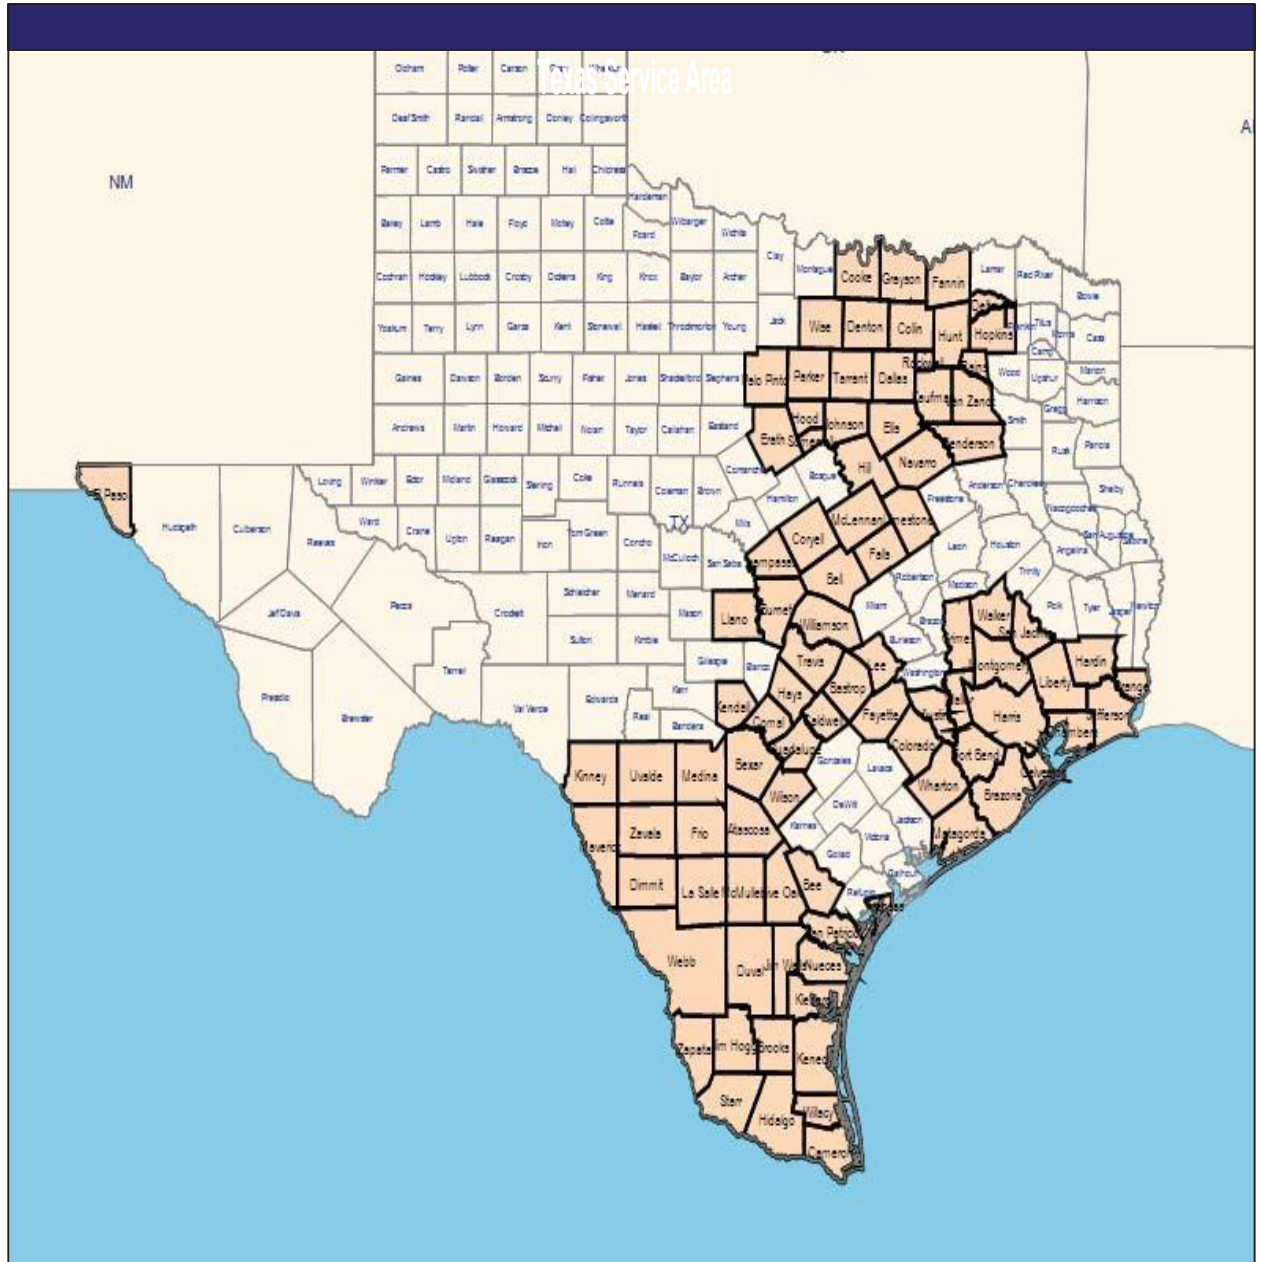 Texas Service Area
Oldham Potter Carson
Deaf Smith Randall Armstrong Donley Collingsworth
NM
Parmer Castro Swisher Briscoe Hall Childress
Hardeman
Bailey Lamb Hale Floyd Motley Cottle Foard Wilbarger Wichita
Clay Montague Cooke Grayson Fannin Lamar Red River Bowie
Cochran Hockley Lubbock Crosby Dickens King Knox Baylor Archer
Yoakum Terry Lynn Garza Kent Stonewall Haskell Throckmorton Young Jack Wise Denton Collin Hunt Hopkins Titus Morris Cass
Camp
Gaines Dawson Borden Scurry Fisher Jones Shackelford Stephens Palo Pinto Parker Tarrant Dallas Wood Upshur Marion
Gregg Harrison
Andrews Martin Howard Mitchell Nolan Taylor Callahan Eastland Erath Hood Johnson Ellis Smith
Rusk Panola
Hill Navarro
El Paso
Loving Winkler Ector Midland Glasscock Sterling Coke Runnels Coleman Brown Comanche Hamilton Bosque
Freestone Anderson Cherokee Shelby
Nacogdoches
Hudspeth Culberson Reeves Ward Crane Upton Reagan Irion Tom Green Concho TX Mills
McLennan
McCulloch San Saba Coryell Falls Leon Houston Angelina San Augustine Sabine
Bell Robertson Madison Trinity
Jeff Davis Pecos Crockett Schleicher Menard Mason Llano Burnet Williamson Milam Polk Tyler Jasper Newton
Walker
Sutton Kimble Burleson
Gillespie Blanco Travis Lee Washington Montgomery Liberty Hardin
Terrell
Presidio Brewster Val Verde Edwards Real Kerr Bandera Kendall Comal Hays Bastrop Caldwell Fayette Austin Harris
Colorado Fort Bend
Kinney Uvalde Medina Bexar Guadalupe Gonzales Lavaca Wharton Brazoria
Wilson DeWitt
Zavala Frio Atascosa Karnes Victoria Jackson Matagorda
Goliad Calhoun
Dimmit La Salle Bee Refugio
Webb Duval Nueces
Zapata Jim Hogg Brooks
Starr Hidalgo Willacy
Cameron